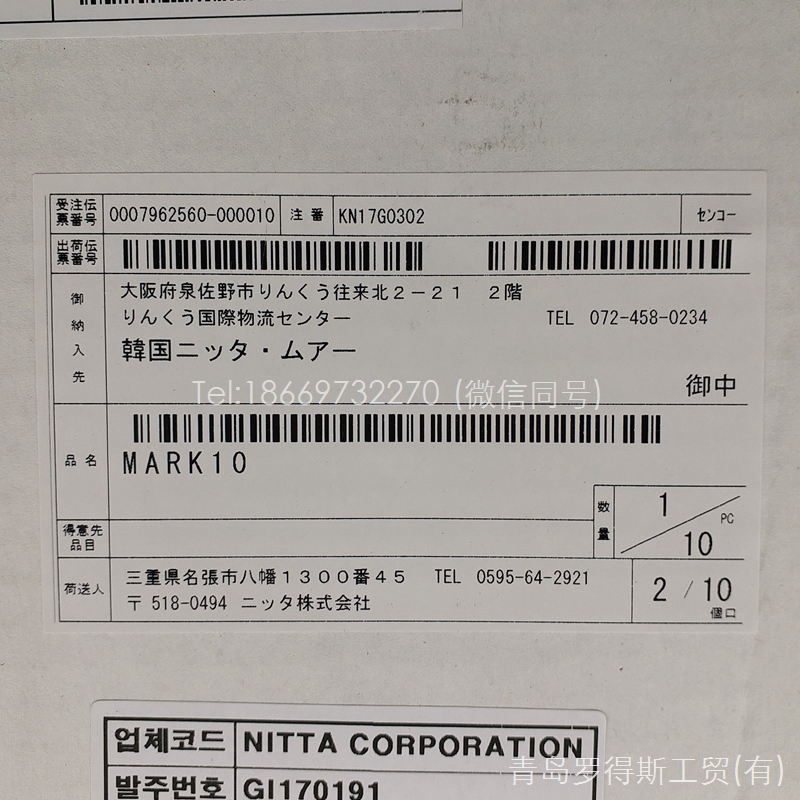 受注伝
票番号
0007962560-000010
注番
KN17G0302
センコー
出荷伝
票番号
御納入先
大阪府泉佐野市りんくう往来北2-21 2階
りんくう国際物流センター
TEL 072-458-0234
韓国ニッタ・ムアー
御中
Tel:18669732270 (微信同号)
品名
MARK10
数量
1
PC
10
得意先
品目
荷送人
三重県名張市八幡1300番45 TEL 0595-64-2921
〒 518-0494 ニッタ株式会社
2 / 10
個口
업체코드 NITTA CORPORATION
발주번호 GI170191
青岛罗得斯工贸(有)